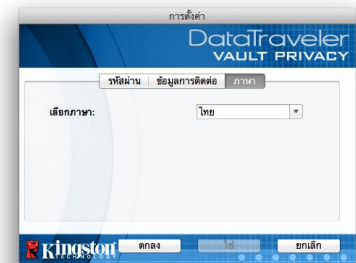 การตั้งค่า
DataTraveler
VAULT PRIVACY
รหัสผ่าน ข้อมูลการติดต่อ ภาษา
เลือกภาษา: ไทย
Kingston ตกลง ใช้ ยกเลิก
TECHNOLOGY